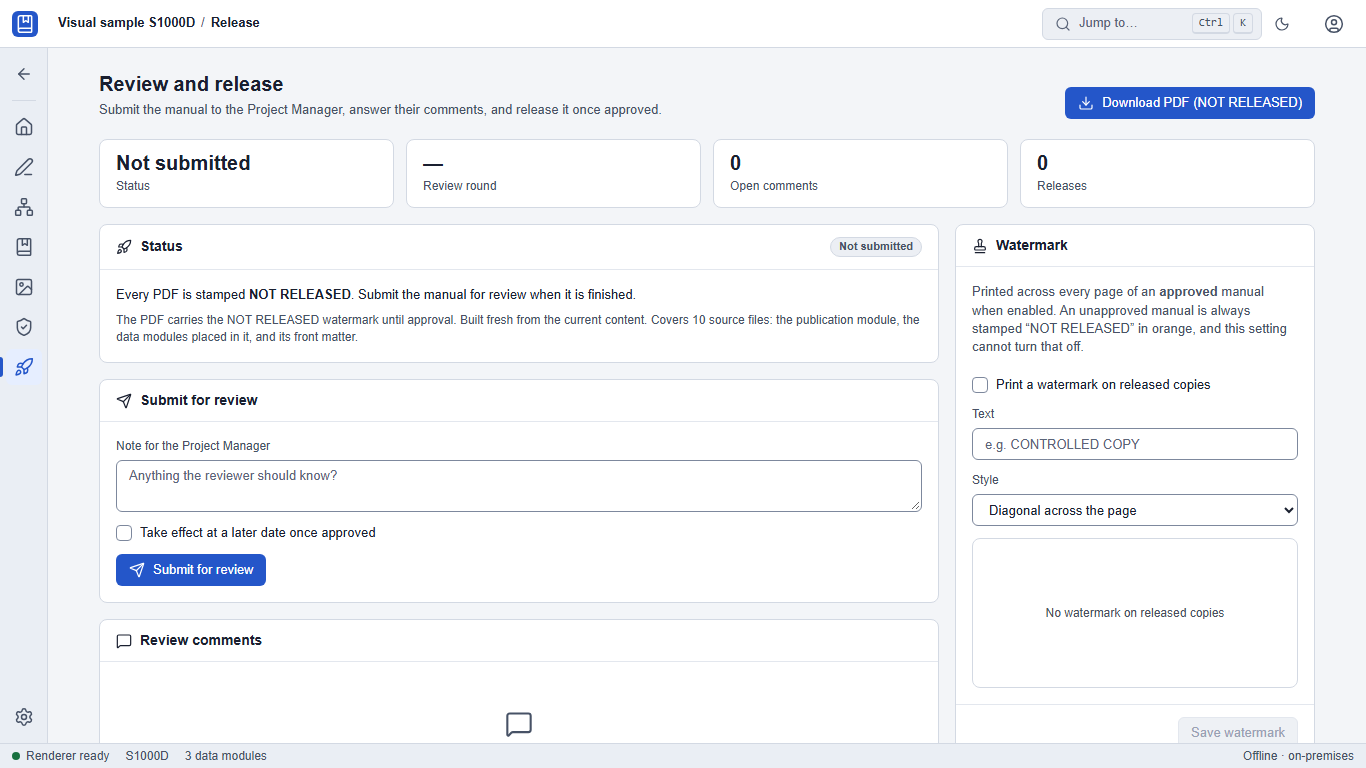 Visual sample S1000D / Release
Jump to…
Ctrl K
Review and release
Submit the manual to the Project Manager, answer their comments, and release it once approved.
Download PDF (NOT RELEASED)
Not submitted
Status
—
Review round
0
Open comments
0
Releases
Status
Not submitted
Every PDF is stamped NOT RELEASED. Submit the manual for review when it is finished.
The PDF carries the NOT RELEASED watermark until approval. Built fresh from the current content. Covers 10 source files: the publication module, the
data modules placed in it, and its front matter.
Submit for review
Note for the Project Manager
Anything the reviewer should know?
Take effect at a later date once approved
Submit for review
Review comments
Watermark
Printed across every page of an approved manual
when enabled. An unapproved manual is always
stamped “NOT RELEASED” in orange, and this setting
cannot turn that off.
Print a watermark on released copies
Text
e.g. CONTROLLED COPY
Style
Diagonal across the page
No watermark on released copies
Save watermark
Renderer ready
S1000D
3 data modules
Offline · on-premises